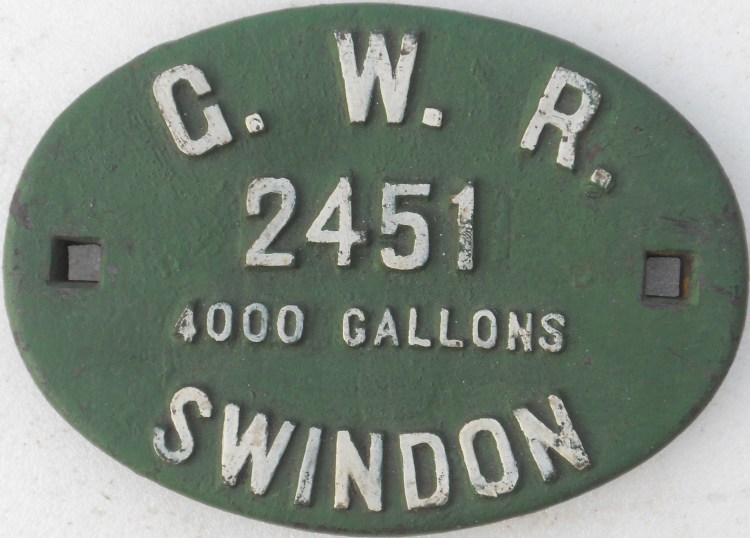 G. W. R.
2451
4000 GALLONS
SWINDON